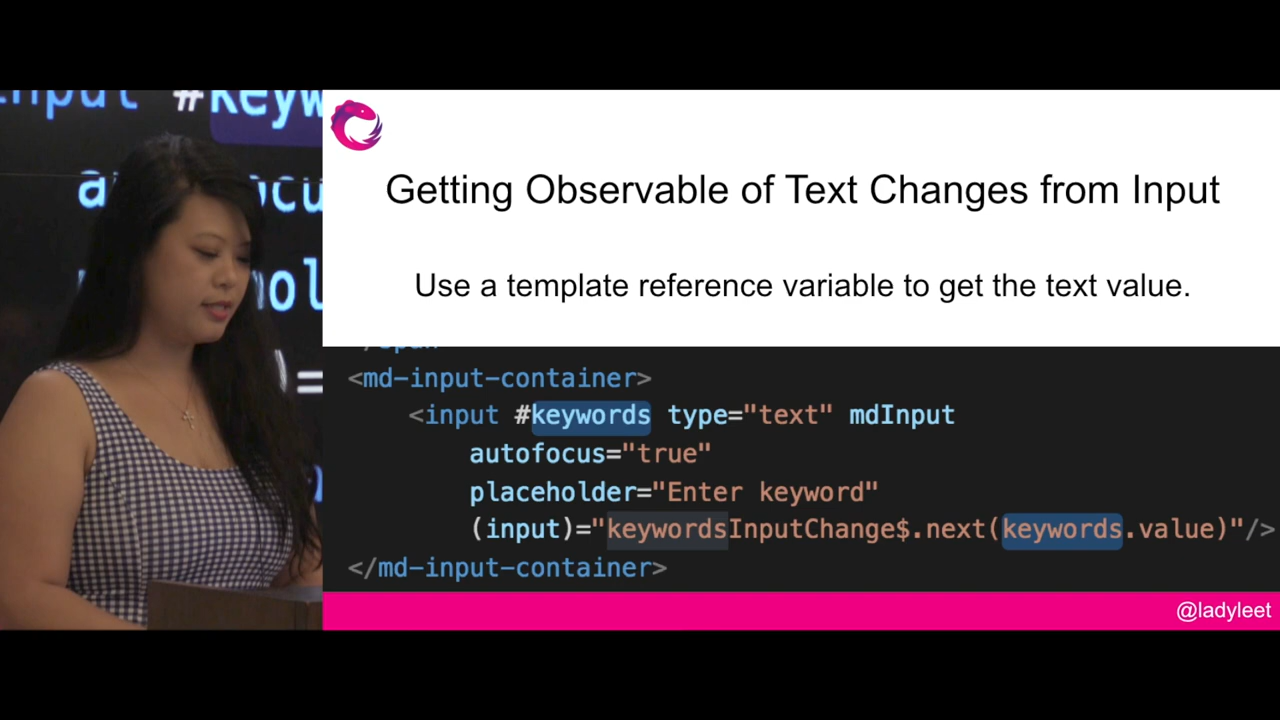 Getting Observable of Text Changes from Input
Use a template reference variable to get the text value.
<md-input-container>
<input #keywords type="text" mdInput
autofocus="true"
placeholder="Enter keyword"
(input)="keywordsInputChange$.next(keywords.value)"/>
</md-input-container>
@ladyleet